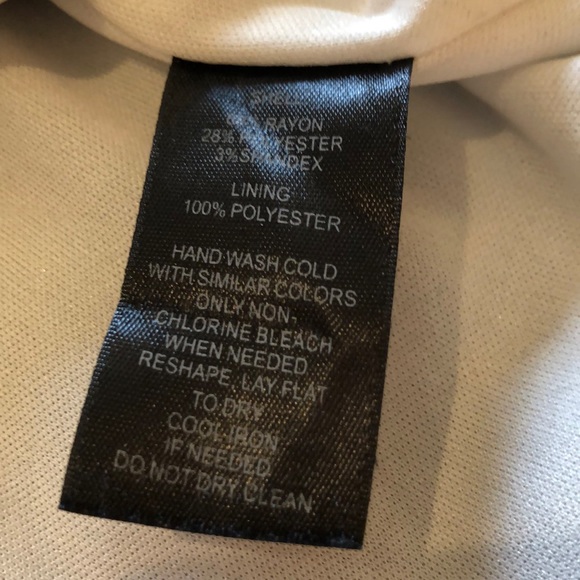 SHELL
RAYON
28% POLYESTER
3%SPANDEX
LINING
100% POLYESTER
HAND WASH COLD
WITH SIMILAR COLORS
ONLY NON-
CHLORINE BLEACH
WHEN NEEDED
RESHAPE, LAY FLAT
TO DRY
COOL IRON
IF NEEDED
DO NOT DRY CLEAN